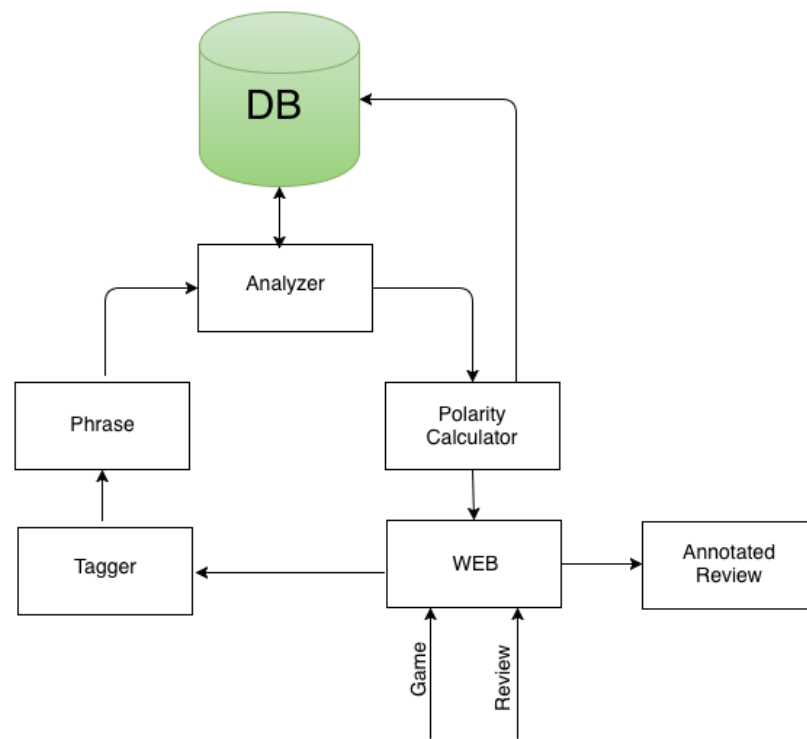 DB
Analyzer
Phrase
Polarity
Calculator
Tagger
WEB
Annotated
Review
Game
Review